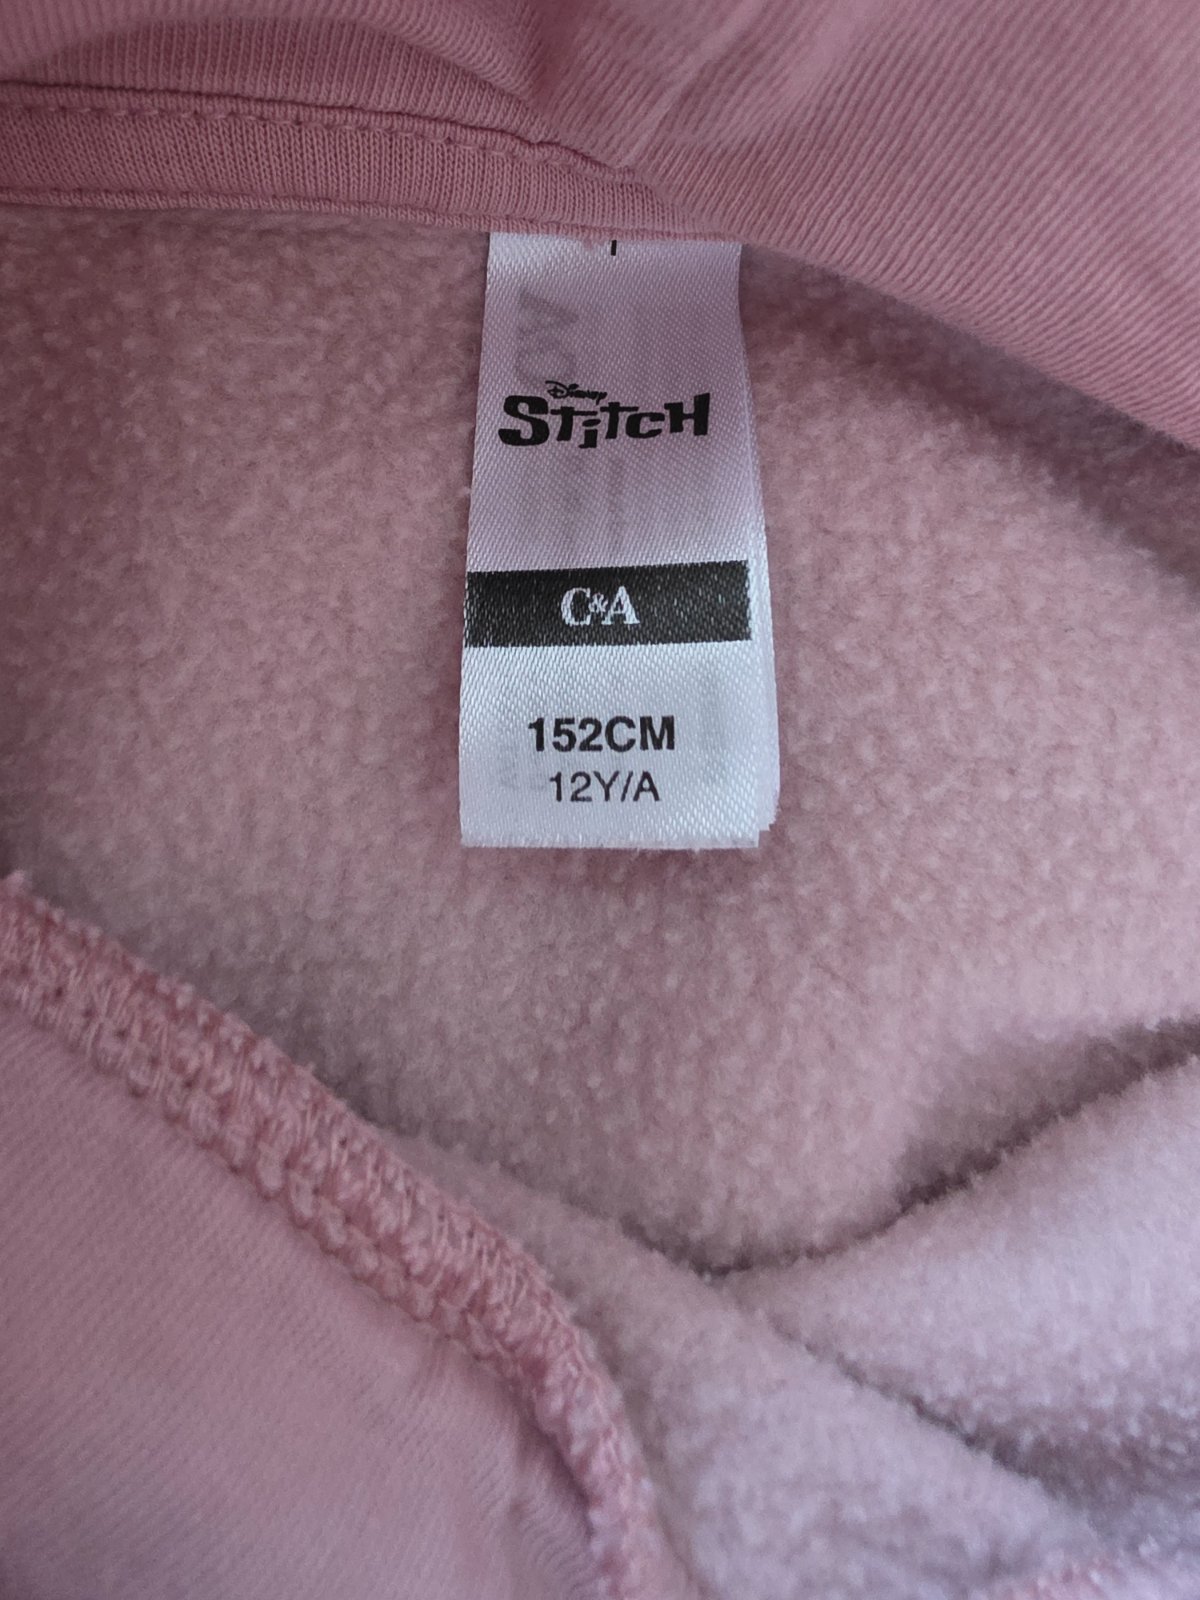 Disney
STiTCH
C&A
152CM
12Y/A